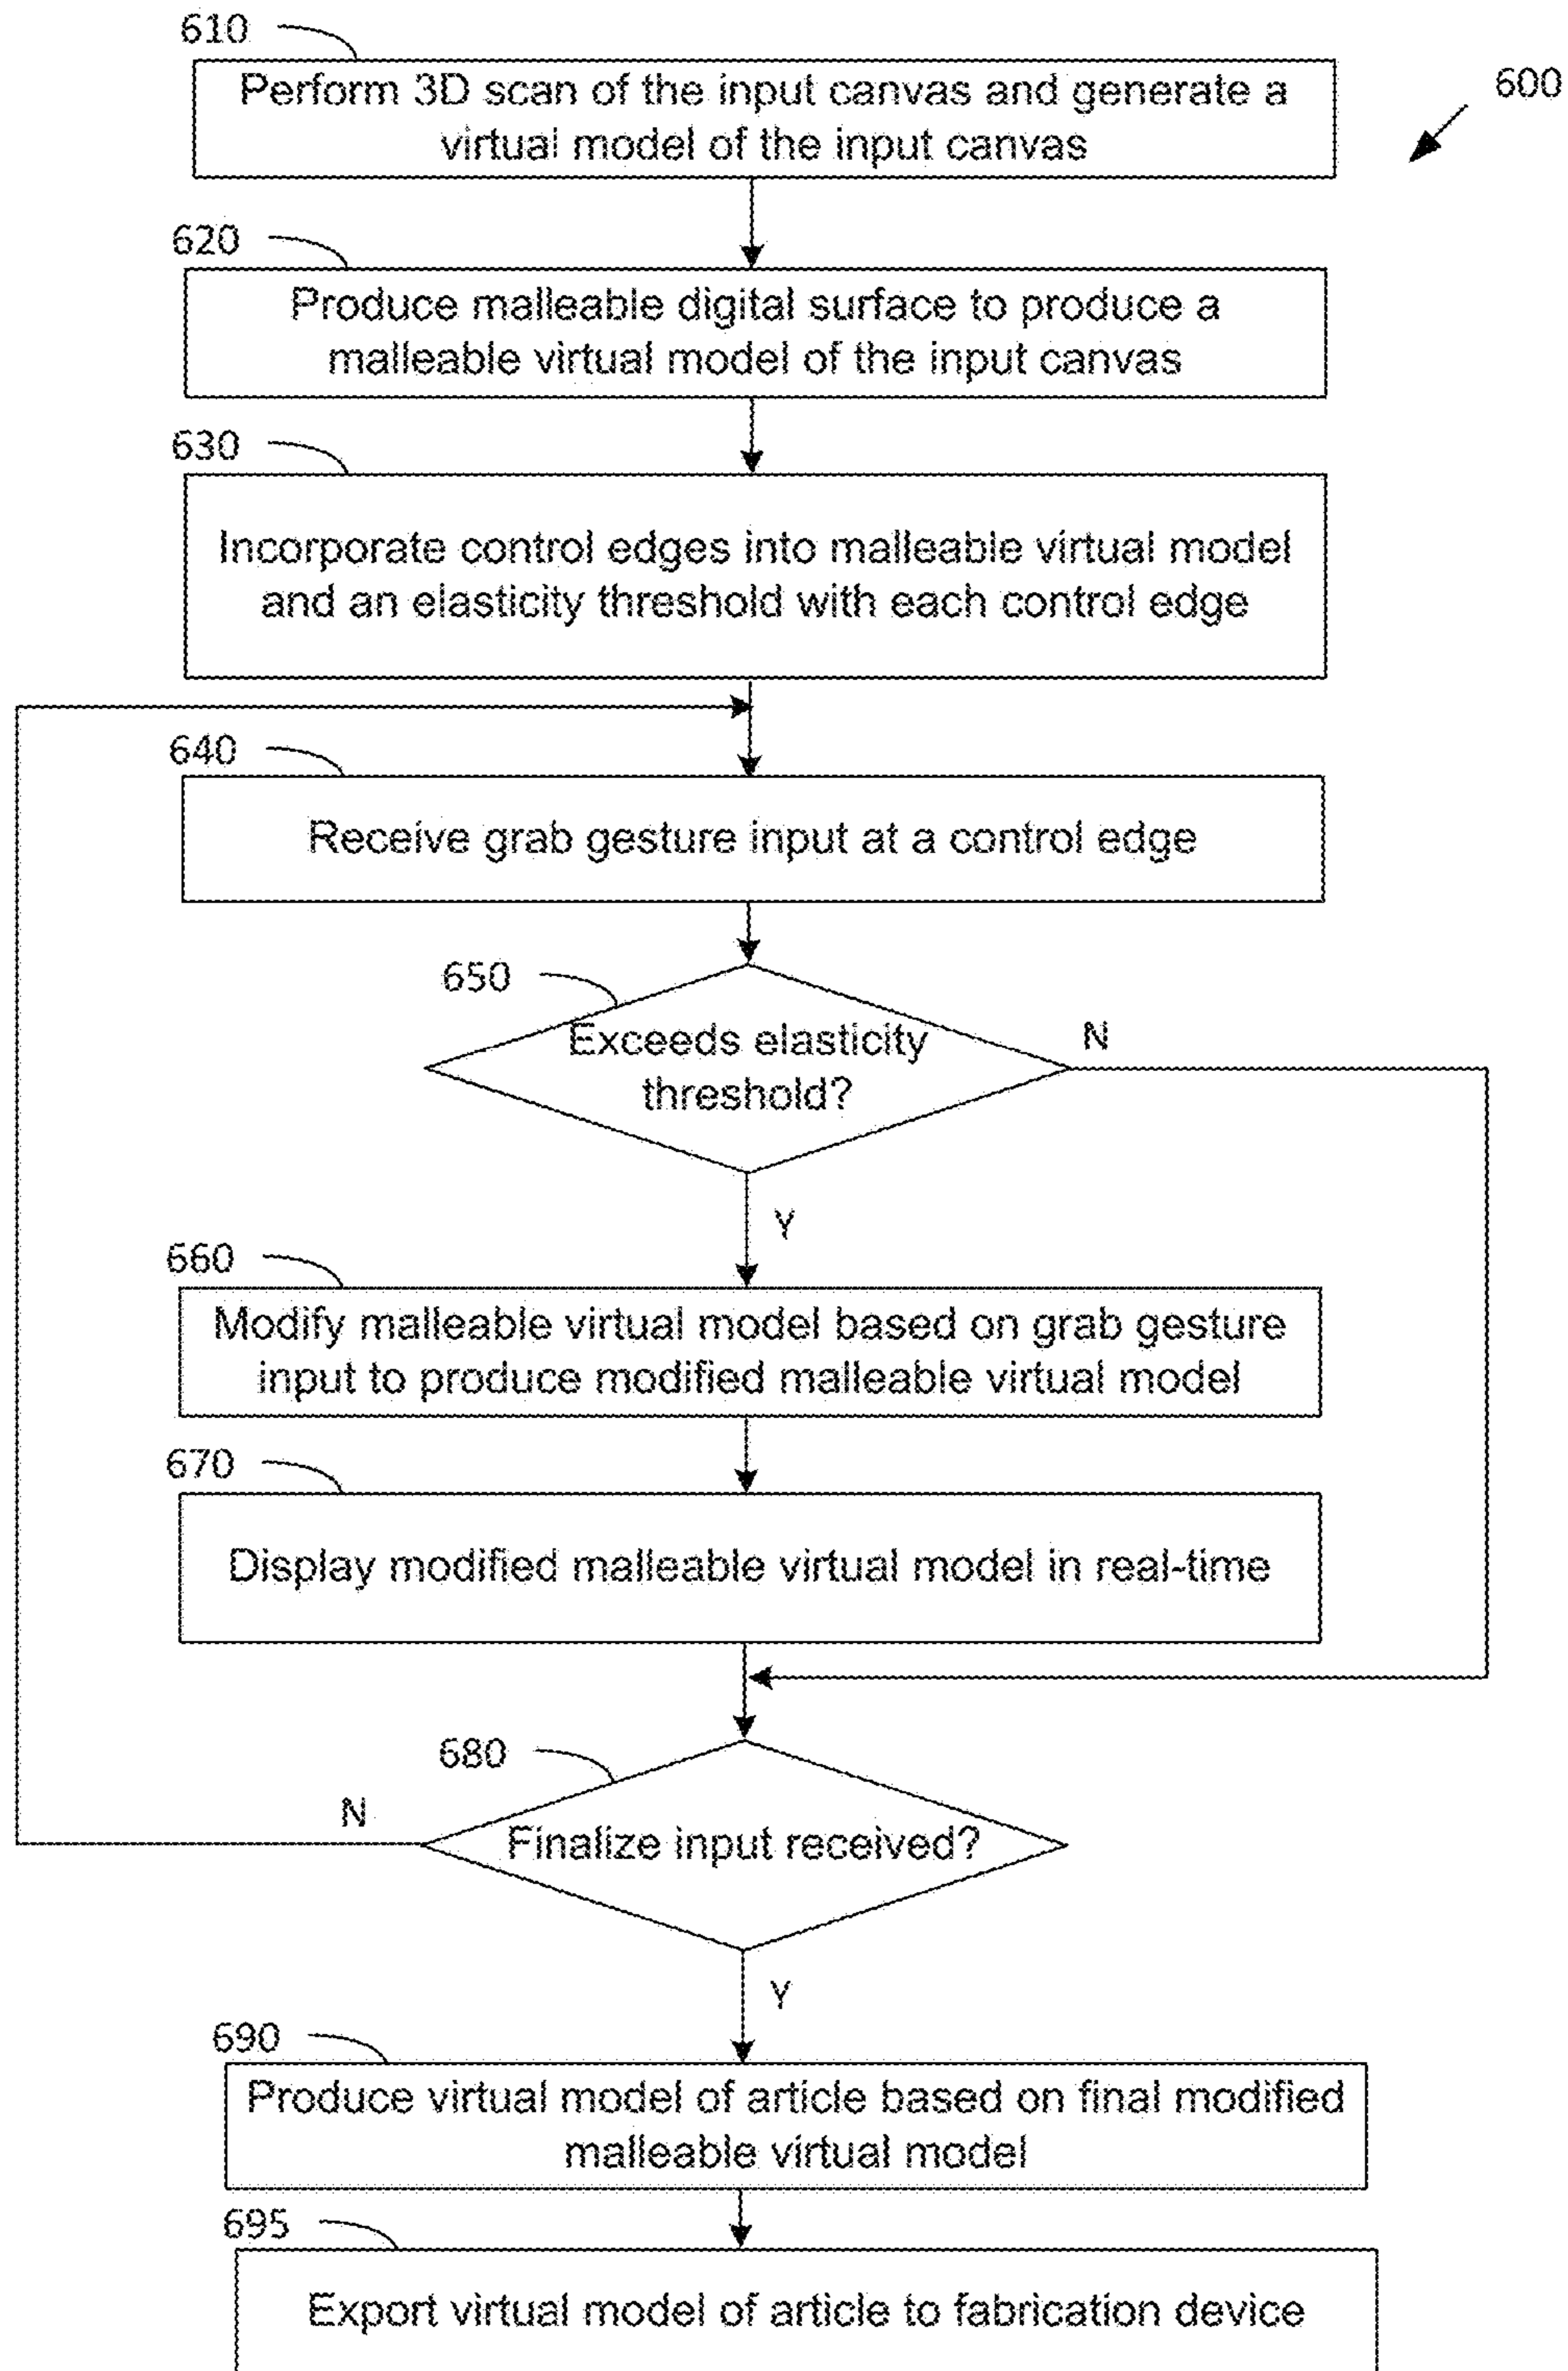 610
600
Perform 3D scan of the input canvas and generate a
virtual model of the input canvas
620
Produce malleable digital surface to produce a
malleable virtual model of the input canvas
630
Incorporate control edges into malleable virtual model
and an elasticity threshold with each control edge
640
Receive grab gesture input at a control edge
650
Exceeds elasticity
threshold?
N
Y
660
Modify malleable virtual model based on grab gesture
input to produce modified malleable virtual model
670
Display modified malleable virtual model in real-time
680
N
Finalize input received?
Y
690
Produce virtual model of article based on final modified
malleable virtual model
695
Export virtual model of article to fabrication device